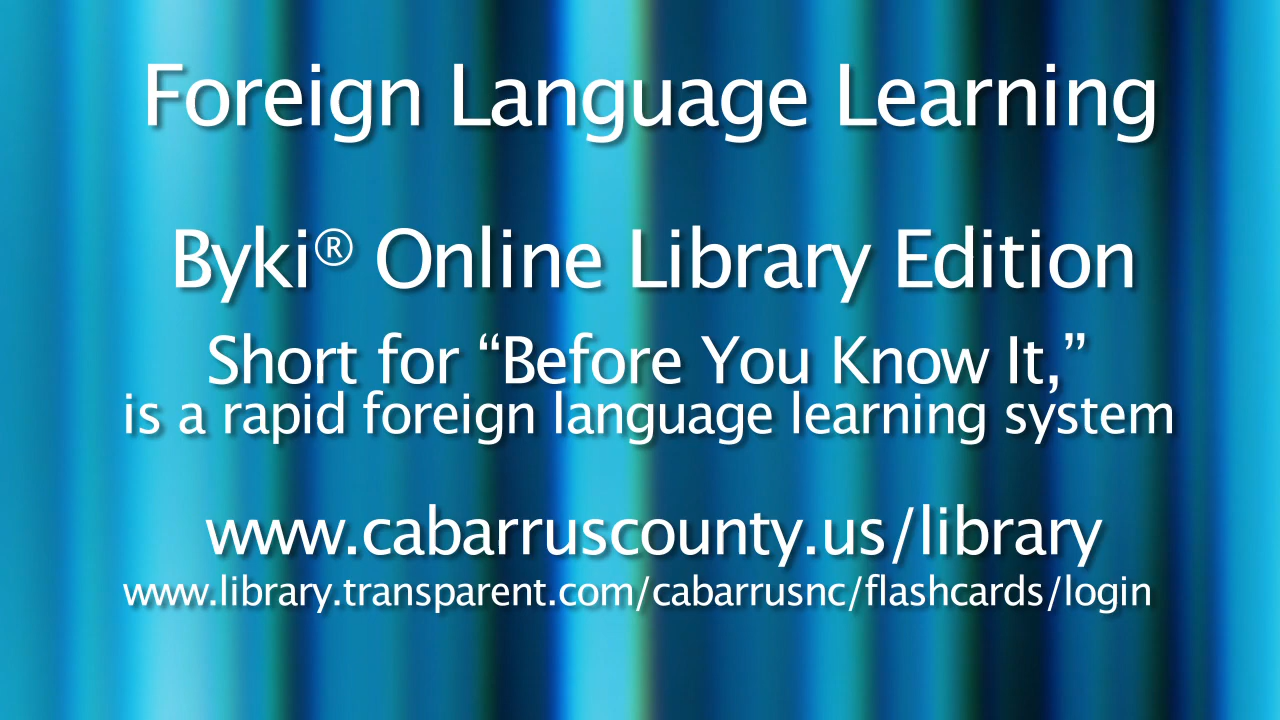 Foreign Language Learning
Byki® Online Library Edition
Short for “Before You Know It,”
is a rapid foreign language learning system
www.cabarruscounty.us/library
www.library.transparent.com/cabarrusnc/flashcards/login